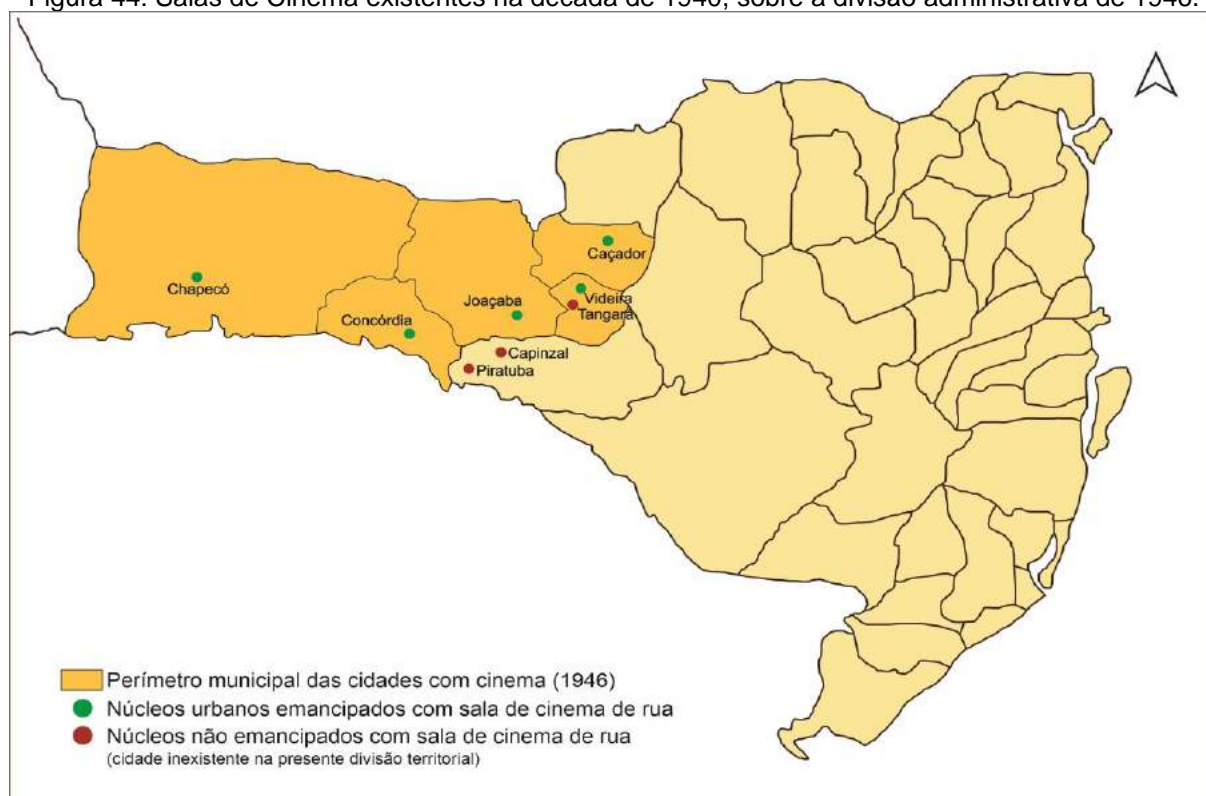 Figura 44: Salas de Cinema existentes na década de 1940, sobre a divisão administrativa de 1946.
Caçador
Chapecó
Videira
Joaçaba
Tangará
Concórdia
Capinzal
Piratuba
Perímetro municipal das cidades com cinema (1946)
Núcleos urbanos emancipados com sala de cinema de rua
Núcleos não emancipados com sala de cinema de rua
(cidade inexistente na presente divisão territorial)